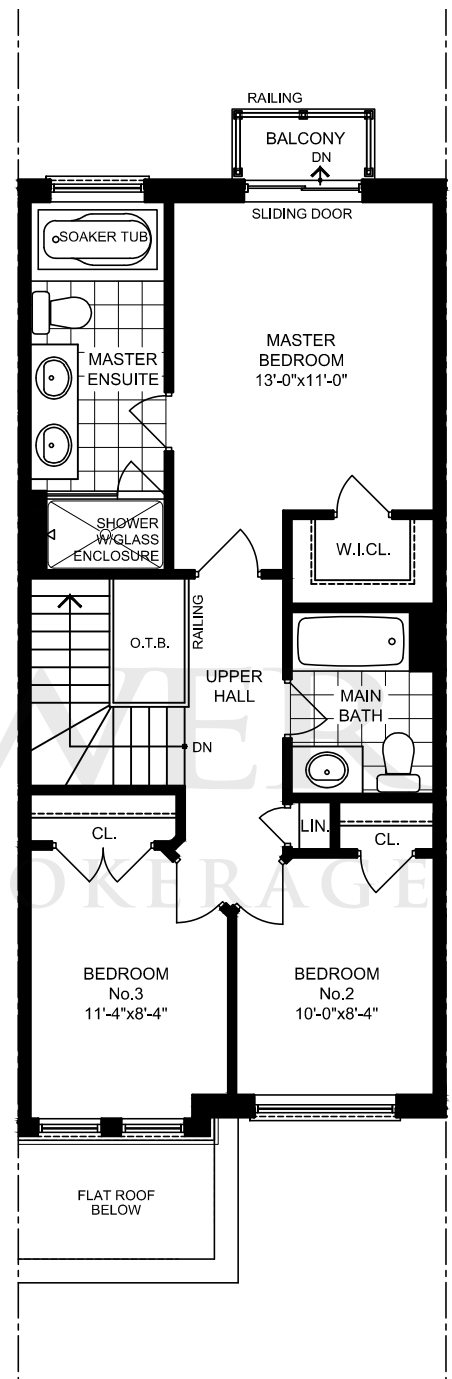 RAILING
BALCONY
DN
SLIDING DOOR
SOAKER TUB
MASTER
ENSUITE
MASTER
BEDROOM
13'-0"x11'-0"
SHOWER
W/GLASS
ENCLOSURE
W.I.CL.
O.T.B.
RAILING
UPPER
HALL
MAIN
BATH
DN
LIN.
CL.
CL.
BEDROOM
No.3
11'-4"x8'-4"
BEDROOM
No.2
10'-0"x8'-4"
FLAT ROOF
BELOW
WER
OKERAGE